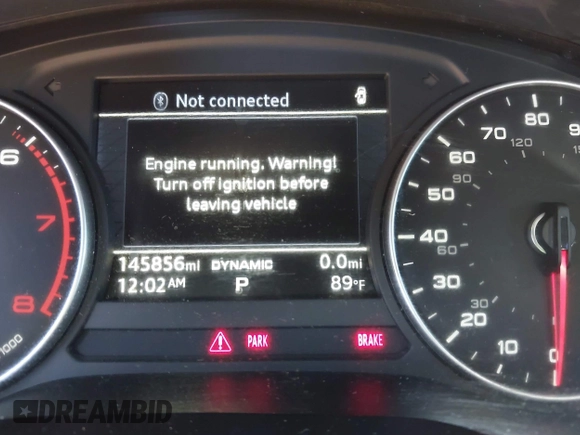 Not connected
Engine running. Warning!
Turn off ignition before
leaving vehicle
145856mi DYNAMIC 0.0mi
12:02AM P 89°F
PARK BRAKE
6
7
8
1000
90
80
120
70
60
90
50
40
60
30
30
20
10
0
DREAMBID